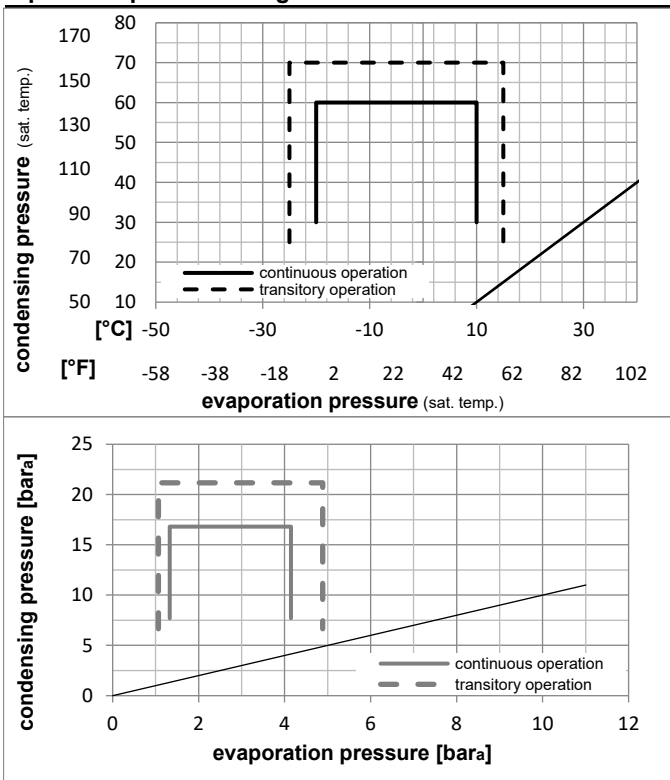 condensing pressure (sat. temp.)
170 80
150 70
130 60
50
110 40
90 30
70 20
50 10
continuous operation
transitory operation
[°C] -50 -30 -10 10 30
[°F] -58 -38 -18 2 22 42 62 82 102
evaporation pressure (sat. temp.)
condensing pressure [bara]
25
20
15
10
5
0
continuous operation
transitory operation
0 2 4 6 8 10 12
evaporation pressure [bara]